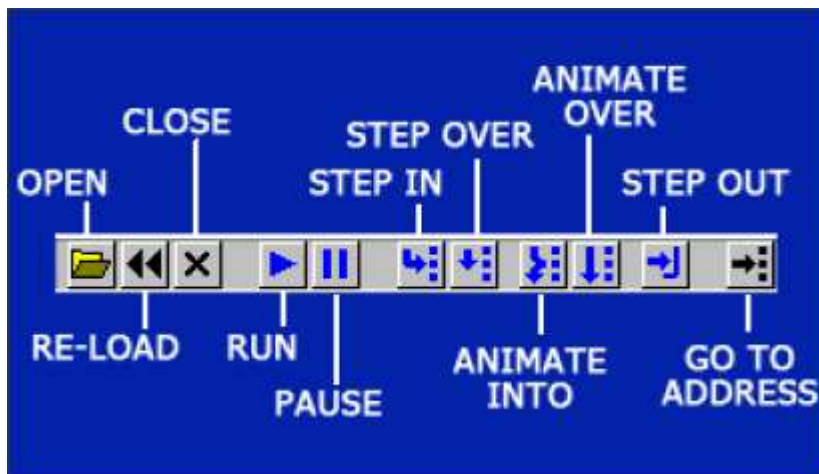 ANIMATE
OVER
CLOSE
STEP OVER
OPEN
STEP IN
STEP OUT
RE-LOAD
RUN
PAUSE
ANIMATE
INTO
GO TO
ADDRESS